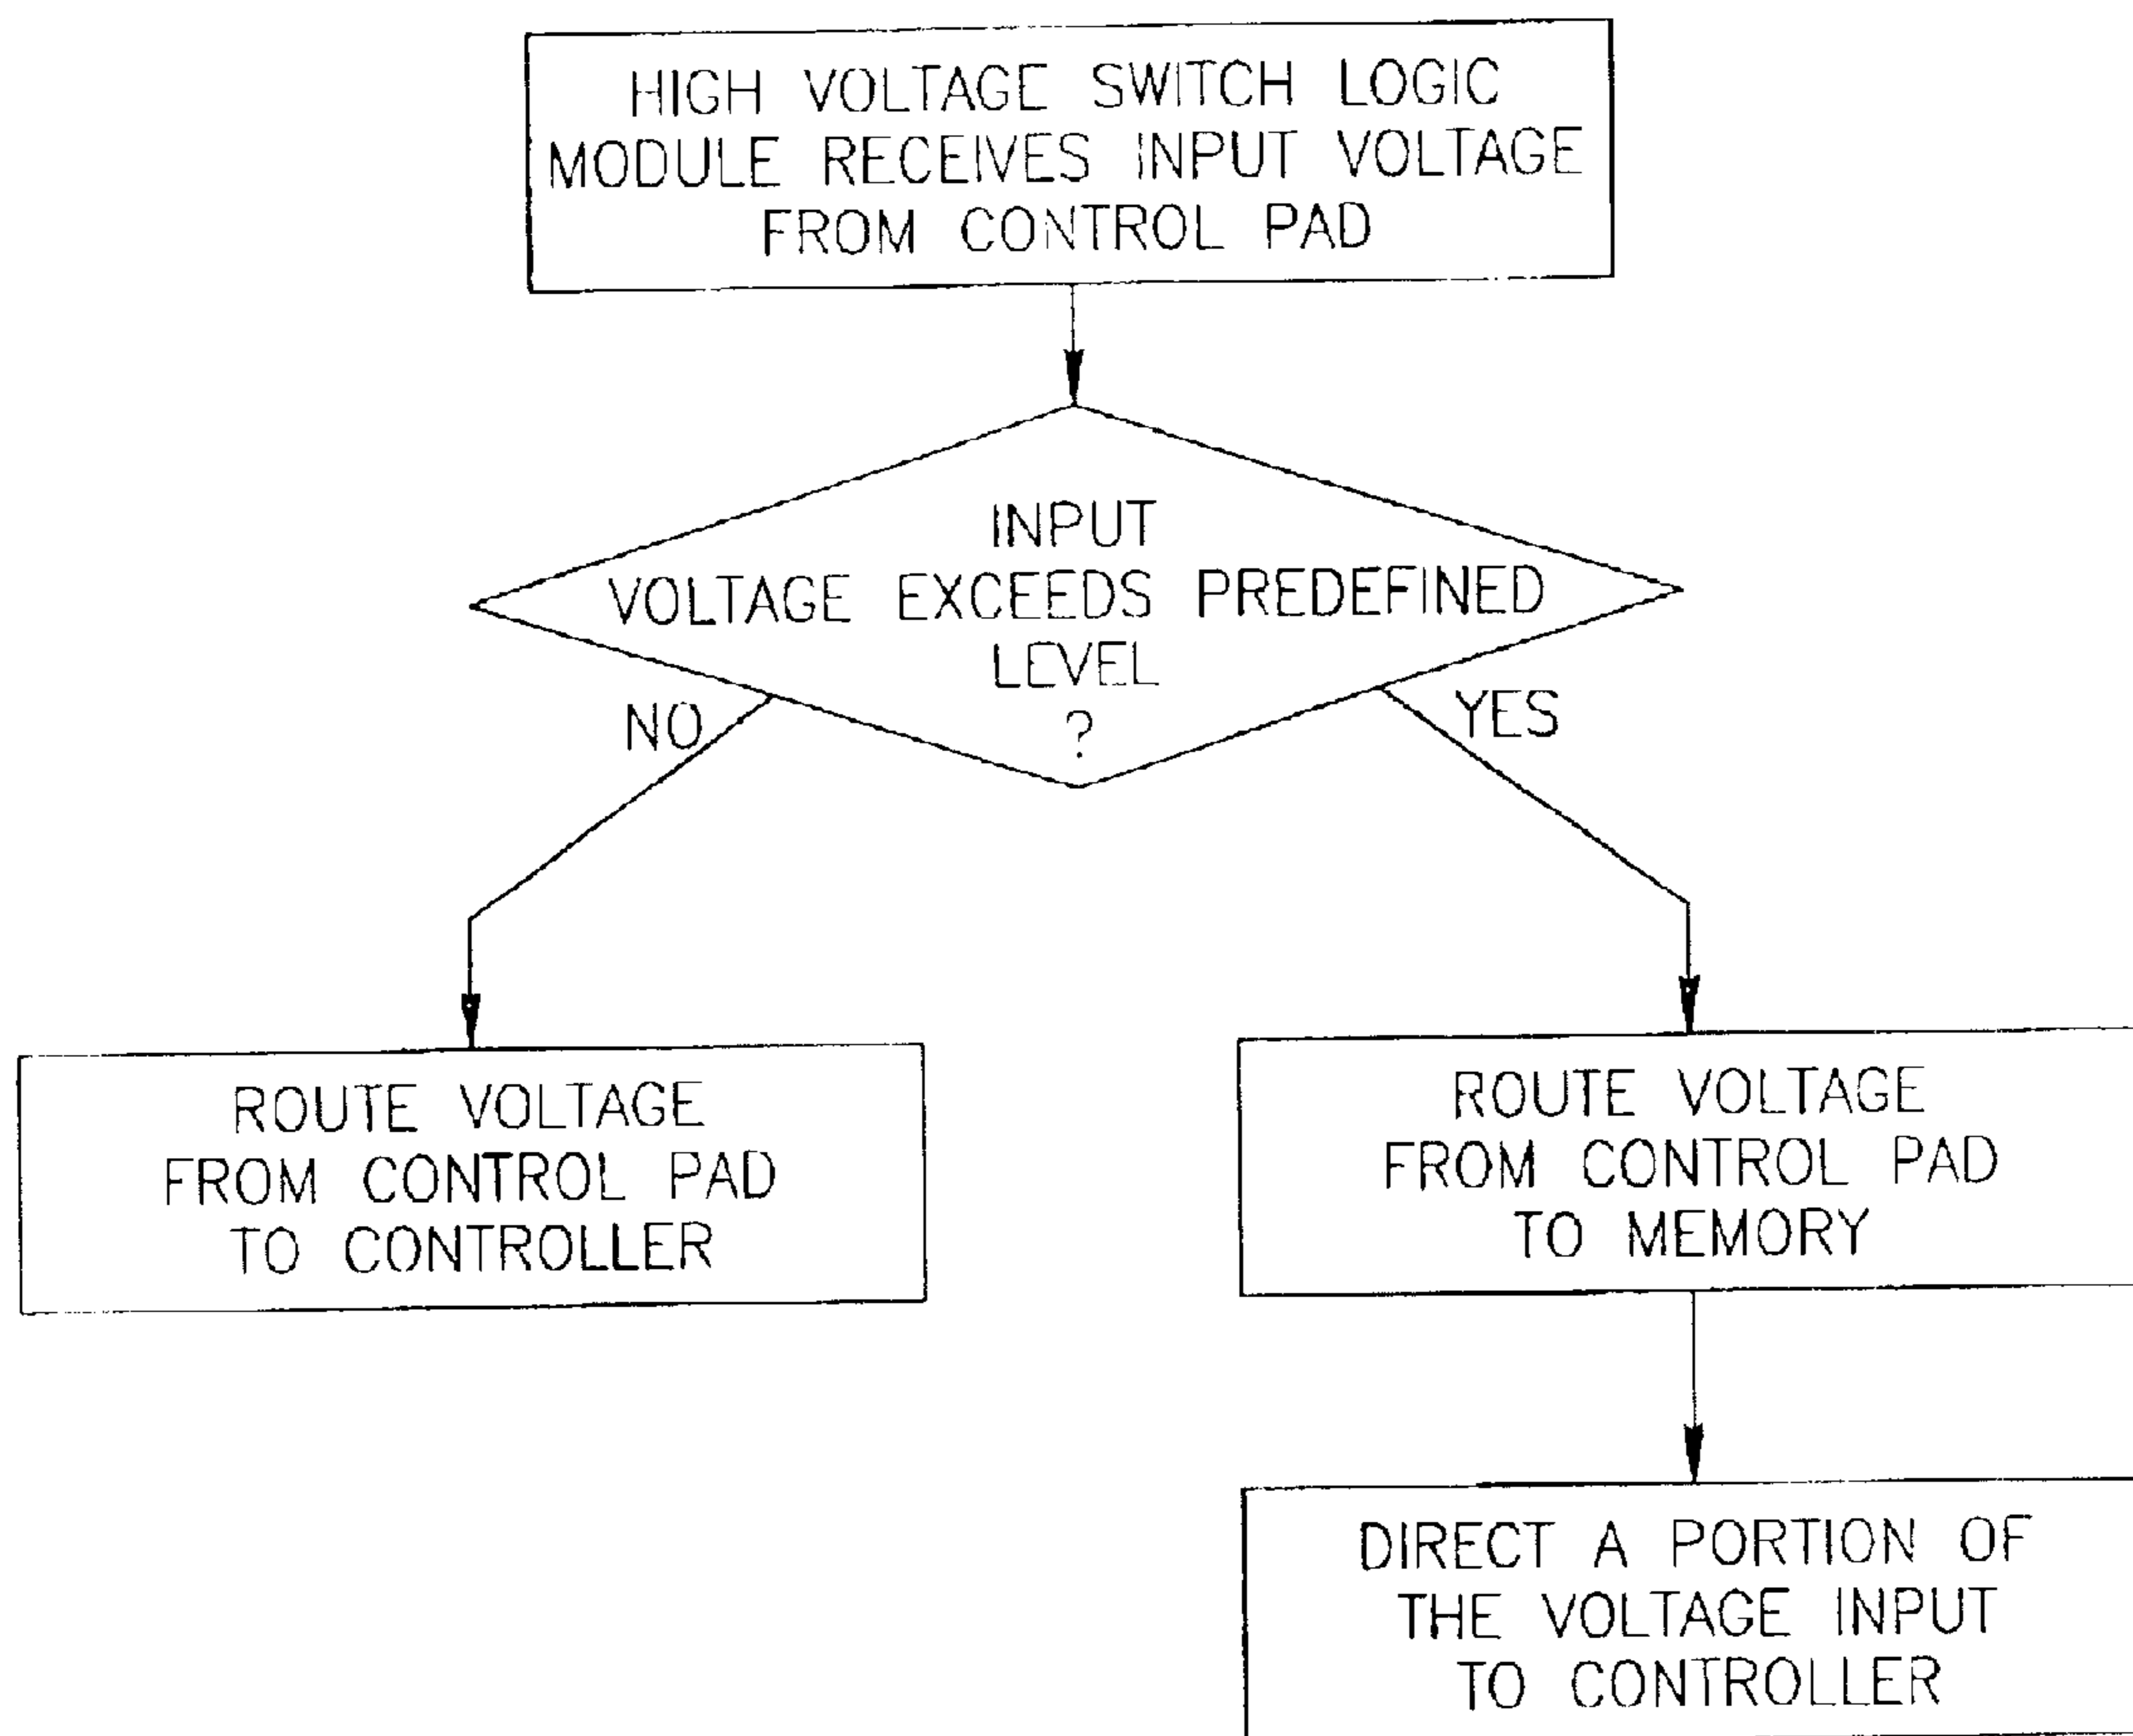 HIGH VOLTAGE SWITCH LOGIC
MODULE RECEIVES INPUT VOLTAGE
FROM CONTROL PAD
INPUT
VOLTAGE EXCEEDS PREDEFINED
LEVEL
?
NO
YES
ROUTE VOLTAGE
FROM CONTROL PAD
TO CONTROLLER
ROUTE VOLTAGE
FROM CONTROL PAD
TO MEMORY
DIRECT A PORTION OF
THE VOLTAGE INPUT
TO CONTROLLER